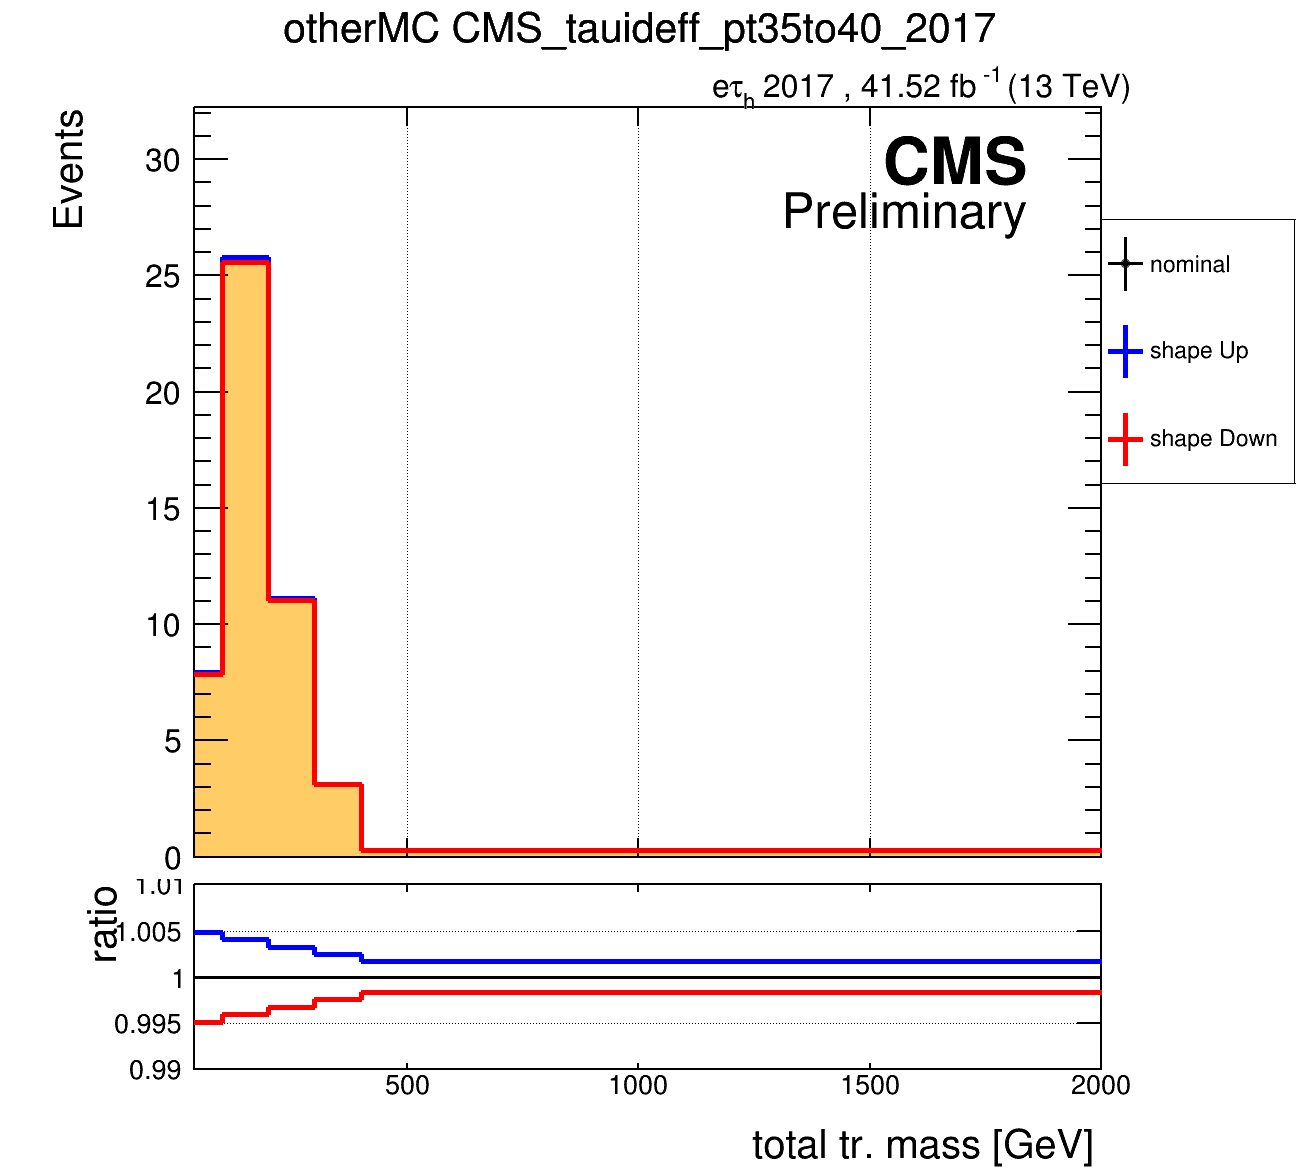 otherMC CMS_tauideff_pt35to40_2017
eτh 2017 , 41.52 fb-1 (13 TeV)
Events
CMS
Preliminary
30
25
20
15
10
5
0
nominal
shape Up
shape Down
ratio
1.01
1.005
1
0.995
0.99
500 1000 1500 2000
total tr. mass [GeV]